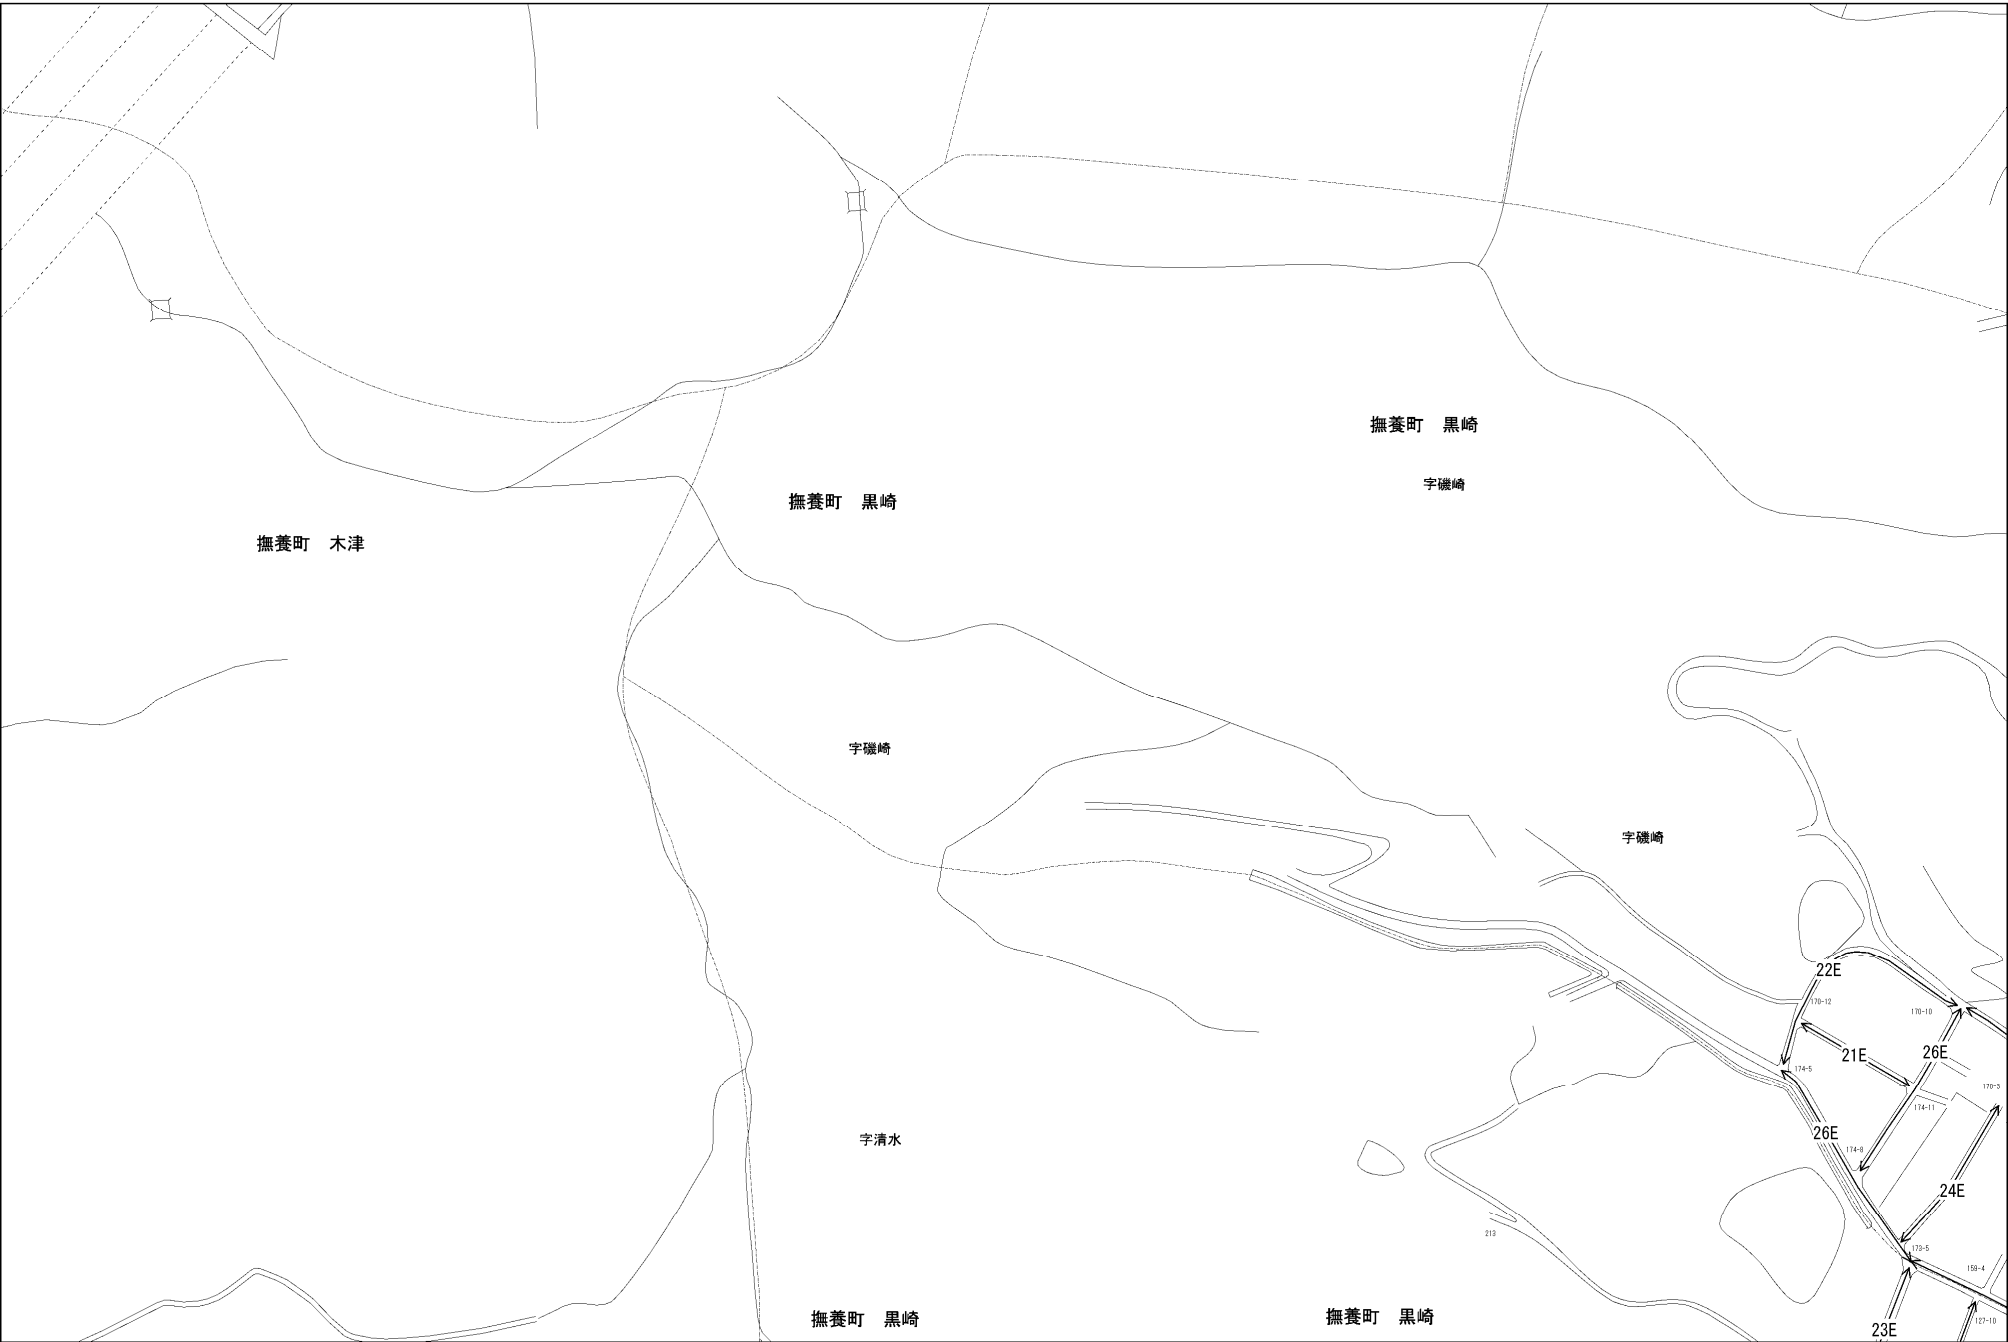 撫養町　黒崎
字磯崎
撫養町　黒崎
撫養町　木津
字磯崎
字磯崎
22E
170-12
170-10
21E
26E
174-5
170-3
174-11
26E
174-8
字清水
24E
213
173-5
159-4
撫養町　黒崎
撫養町　黒崎
127-10
23E